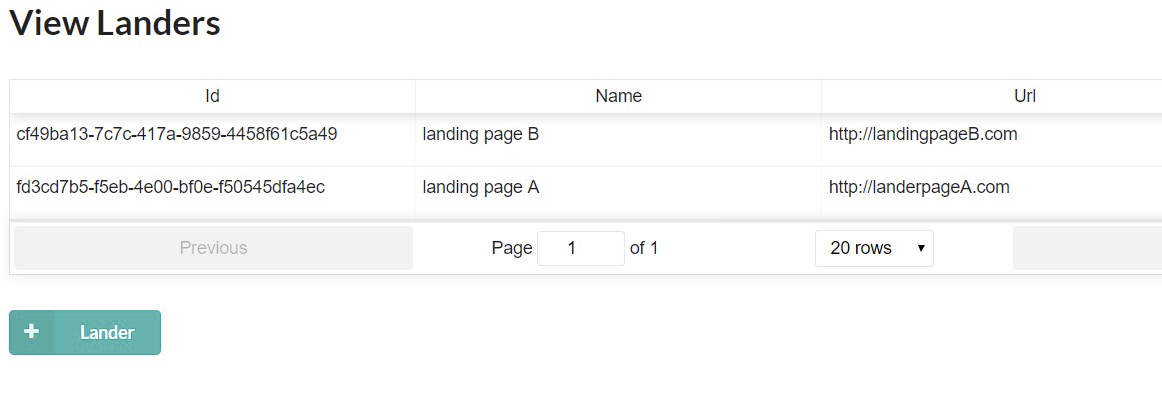 View Landers
Id Name Url
cf49ba13-7c7c-417a-9859-4458f61c5a49 landing page B http://landingpageB.com
fd3cd7b5-f5eb-4e00-bf0e-f50545dfa4ec landing page A http://landerpageA.com
Previous Page 1 of 1 20 rows
Lander